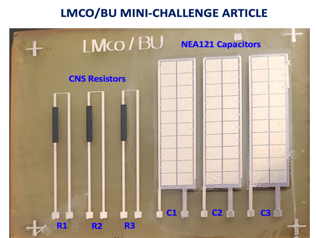 LMCO/BU MINI-CHALLENGE ARTICLE
LMco/BU
NEA121 Capacitors
CNS Resistors
R1 R2 R3 C1 C2 C3